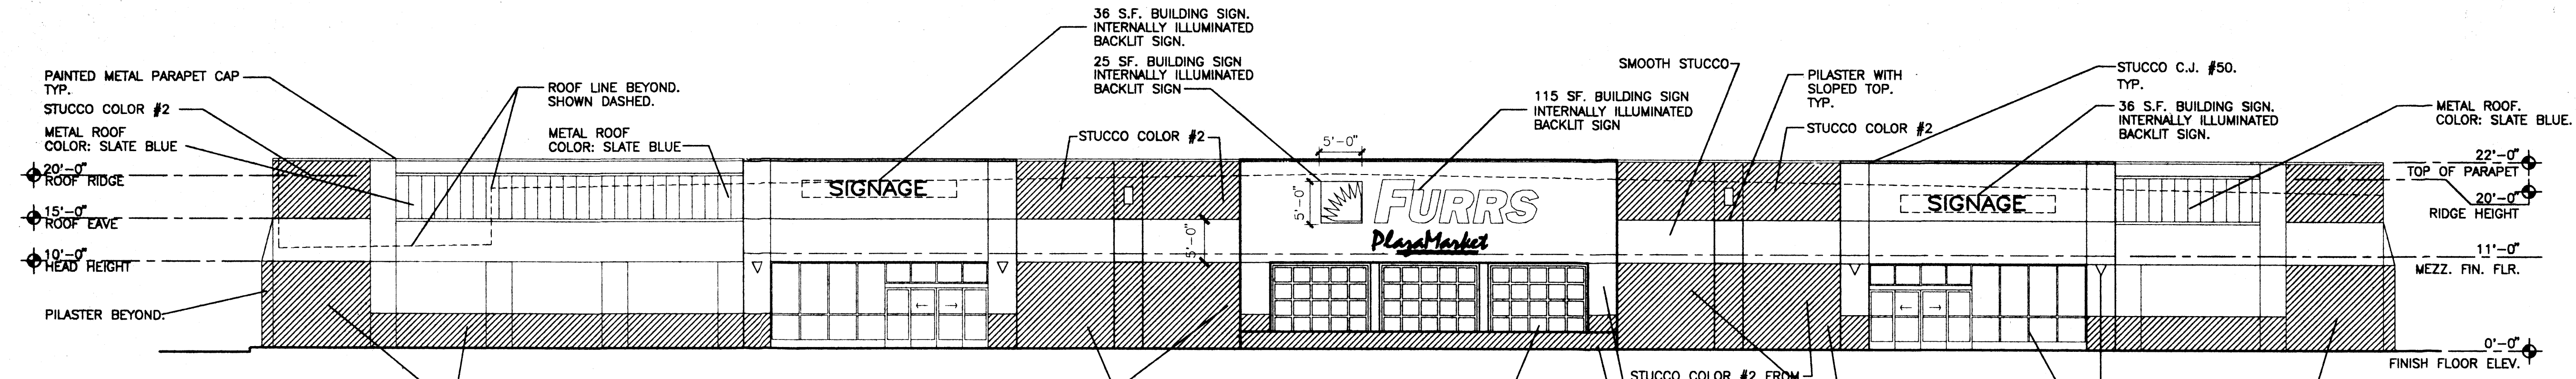 36 S.F. BUILDING SIGN.
INTERNALLY ILLUMINATED
BACKLIT SIGN.
25 SF. BUILDING SIGN
INTERNALLY ILLUMINATED
BACKLIT SIGN
PAINTED METAL PARAPET CAP
TYP.
STUCCO COLOR #2
METAL ROOF
COLOR: SLATE BLUE
ROOF LINE BEYOND.
SHOWN DASHED.
METAL ROOF
COLOR: SLATE BLUE
STUCCO COLOR #2
5'-0"
115 SF. BUILDING SIGN
INTERNALLY ILLUMINATED
BACKLIT SIGN
SMOOTH STUCCO
PILASTER WITH
SLOPED TOP.
TYP.
STUCCO COLOR #2
STUCCO C.J. #50.
TYP.
36 S.F. BUILDING SIGN.
INTERNALLY ILLUMINATED
BACKLIT SIGN.
METAL ROOF.
COLOR: SLATE BLUE.
20'-0"
ROOF RIDGE
15'-0"
ROOF EAVE
10'-0"
HEAD HEIGHT
PILASTER BEYOND.
SIGNAGE
5'-0"
5'-0"
FURRS
PlazaMarket
SIGNAGE
22'-0"
TOP OF PARAPET
20'-0"
RIDGE HEIGHT
11'-0"
MEZZ. FIN. FLR.
0'-0"
FINISH FLOOR ELEV.
STUCCO COLOR #2 FROM